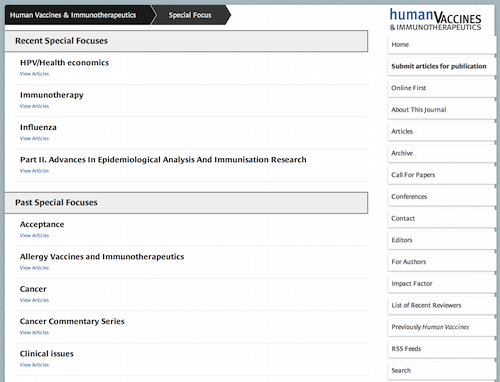 Human Vaccines & Immunotherapeutics
Special Focus
Recent Special Focuses
HPV/Health economics
View Articles
Immunotherapy
View Articles
Influenza
View Articles
Part II. Advances In Epidemiological Analysis And Immunisation Research
View Articles
Past Special Focuses
Acceptance
View Articles
Allergy Vaccines and Immunotherapeutics
View Articles
Cancer
View Articles
Cancer Commentary Series
View Articles
Clinical issues
View Articles
human VACCINES
& IMMUNOTHERAPEUTICS
Home
Submit articles for publication
Online First
About This Journal
Articles
Archive
Call For Papers
Conferences
Contact
Editors
For Authors
Impact Factor
List of Recent Reviewers
Previously Human Vaccines
RSS Feeds
Search